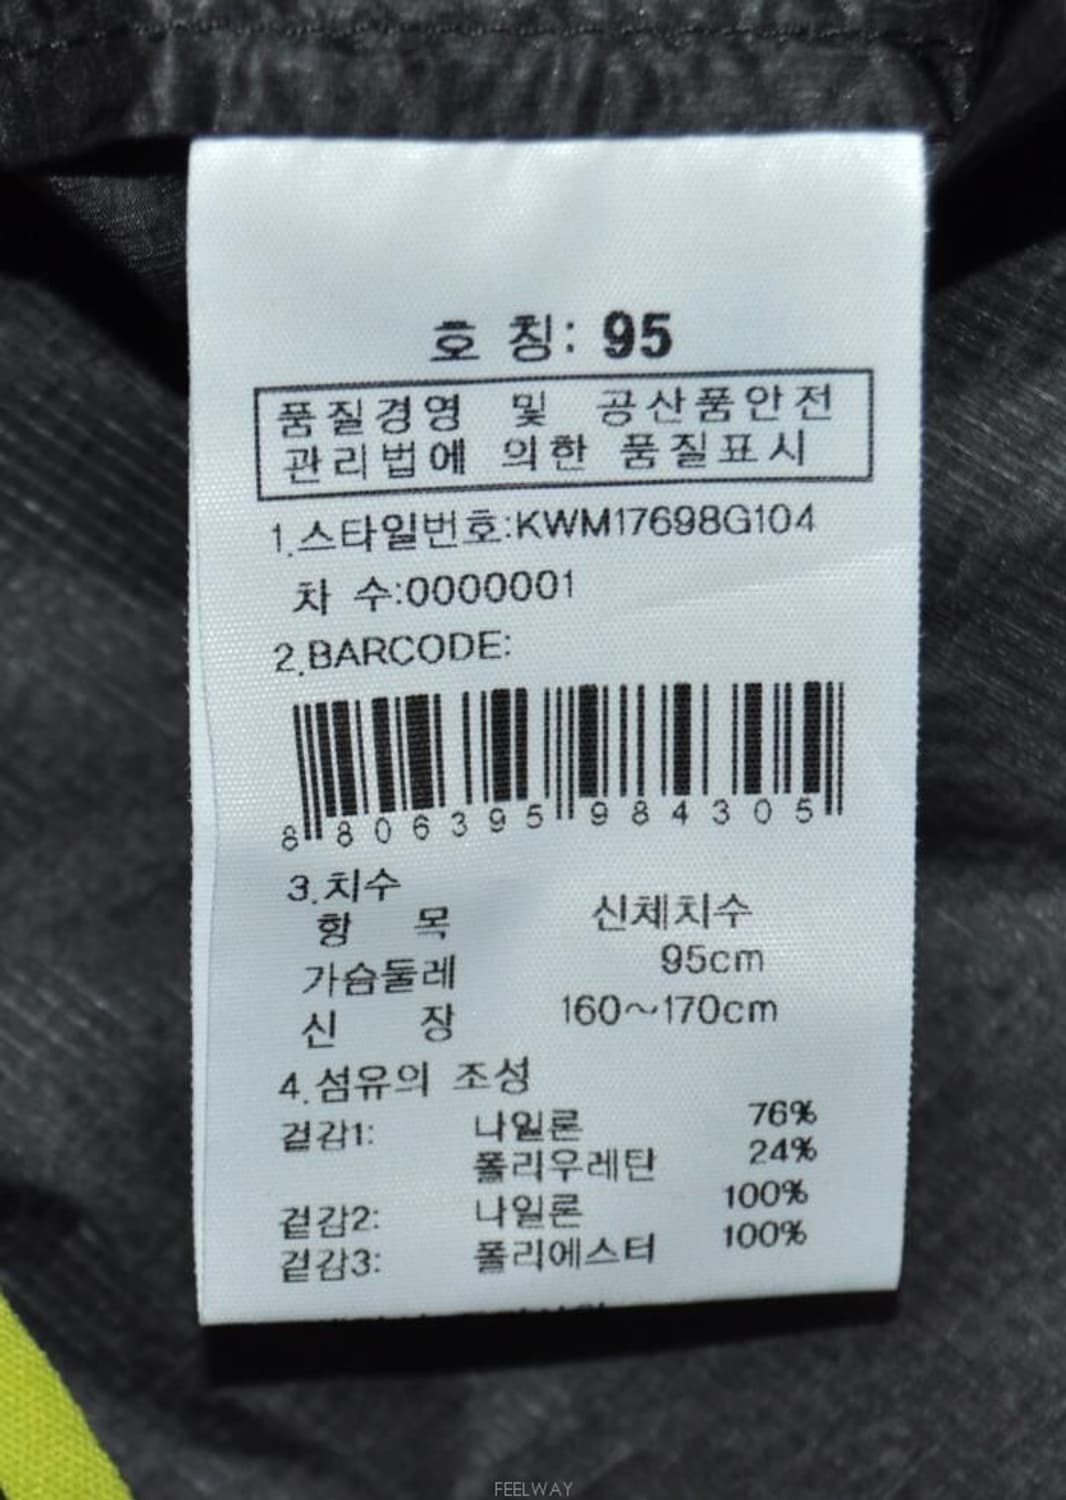 호 칭: 95
품질경영 및 공산품안전
관리법에 의한 품질표시
1.스타일번호:KWM17698G104
차 수:0000001
2.BARCODE:
8 806395 984305
3.치수
항 목 신체치수
가슴둘레 95cm
신 장 160~170cm
4.섬유의 조성
겉감1: 나일론 76%
폴리우레탄 24%
겉감2: 나일론 100%
겉감3: 폴리에스터 100%
FEELWAY